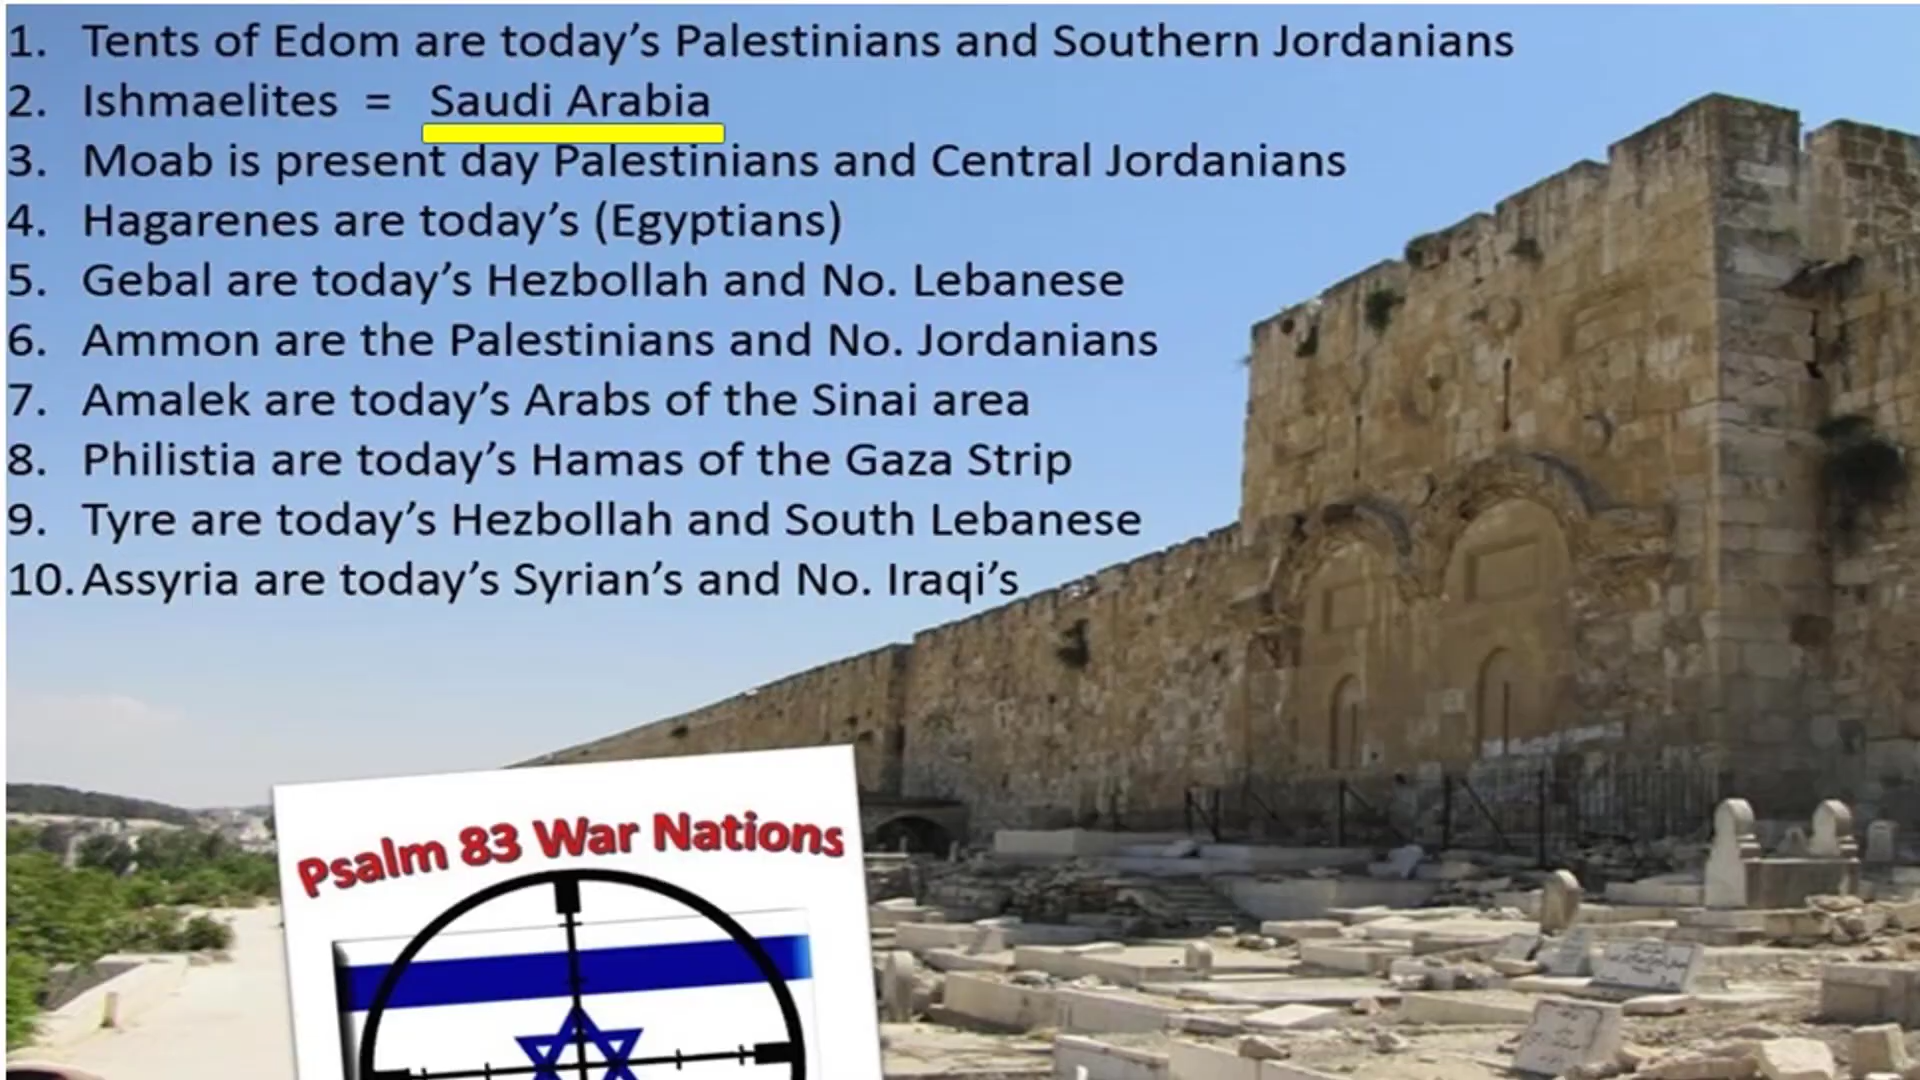 1. Tents of Edom are today's Palestinians and Southern Jordanians
2. Ishmaelites = Saudi Arabia
3. Moab is present day Palestinians and Central Jordanians
4. Hagarenes are today's (Egyptians)
5. Gebal are today's Hezbollah and No. Lebanese
6. Ammon are the Palestinians and No. Jordanians
7. Amalek are today's Arabs of the Sinai area
8. Philistia are today's Hamas of the Gaza Strip
9. Tyre are today's Hezbollah and South Lebanese
10. Assyria are today's Syrian's and No. Iraqi's
Psalm 83 War Nations